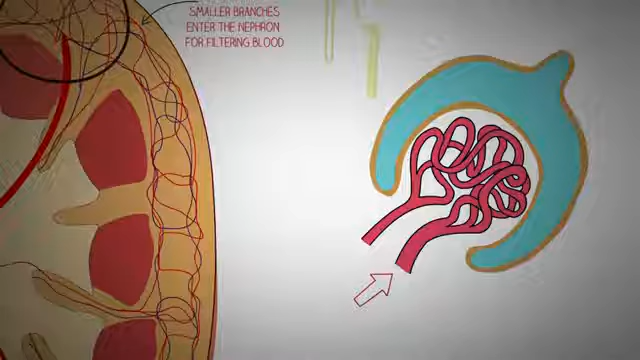 SMALLER BRANCHES
ENTER THE NEPHRON
FOR FILTERING BLOOD